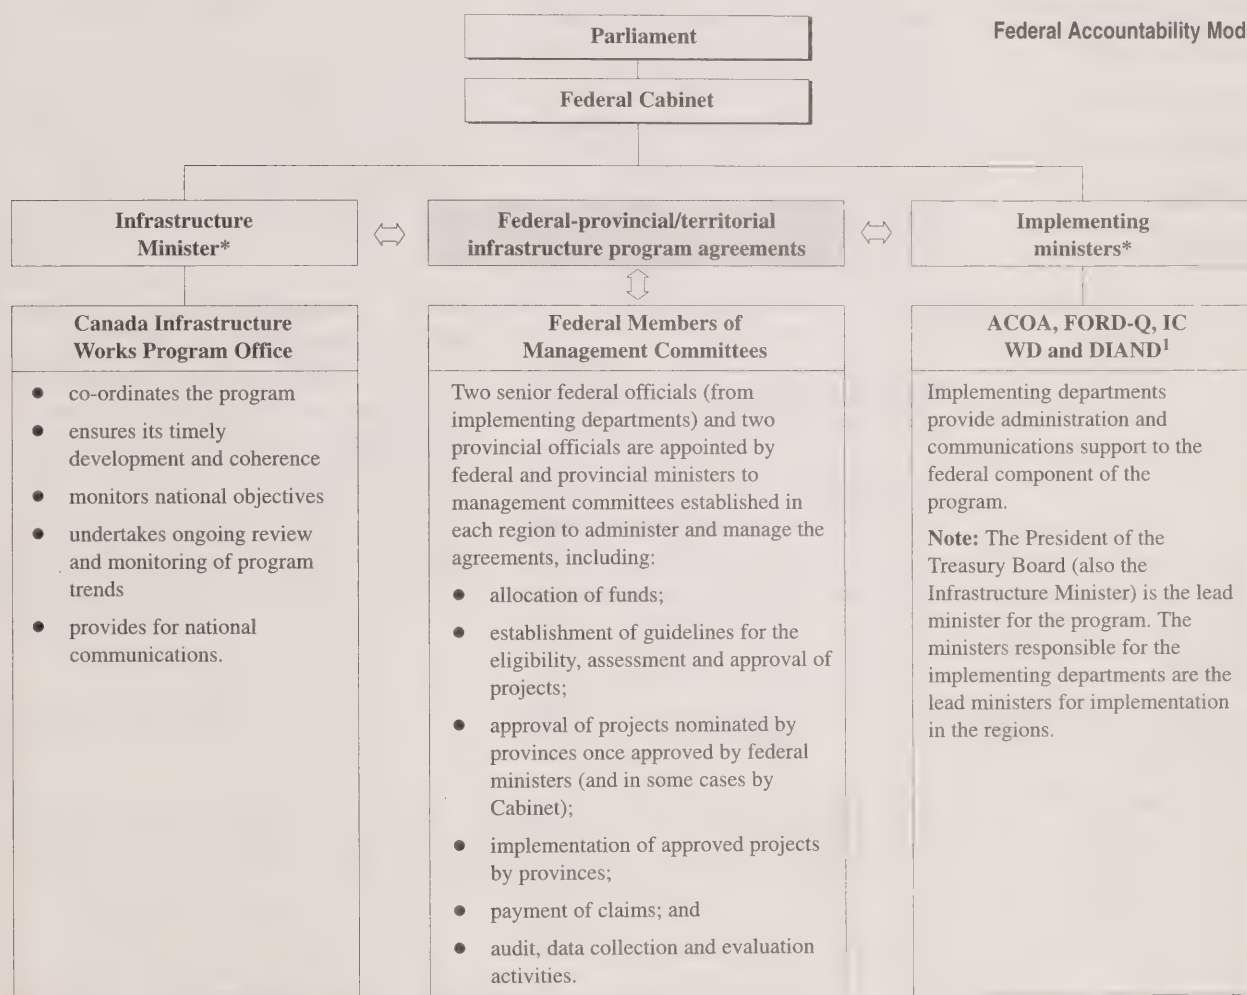 Federal Accountability Mod
Parliament
Federal Cabinet
Infrastructure
Minister*
Federal-provincial/territorial
infrastructure program agreements
Implementing
ministers*
Canada Infrastructure
Works Program Office
● co-ordinates the program
● ensures its timely
development and coherence
● monitors national objectives
● undertakes ongoing review
and monitoring of program
trends
● provides for national
communications.
Federal Members of
Management Committees
Two senior federal officials (from
implementing departments) and two
provincial officials are appointed by
federal and provincial ministers to
management committees established in
each region to administer and manage the
agreements, including:
● allocation of funds;
● establishment of guidelines for the
eligibility, assessment and approval of
projects;
● approval of projects nominated by
provinces once approved by federal
ministers (and in some cases by
Cabinet);
● implementation of approved projects
by provinces;
● payment of claims; and
● audit, data collection and evaluation
activities.
ACOA, FORD-Q, IC
WD and DIAND¹
Implementing departments
provide administration and
communications support to the
federal component of the
program.
Note: The President of the
Treasury Board (also the
Infrastructure Minister) is the lead
minister for the program. The
ministers responsible for the
implementing departments are the
lead ministers for implementation
in the regions.